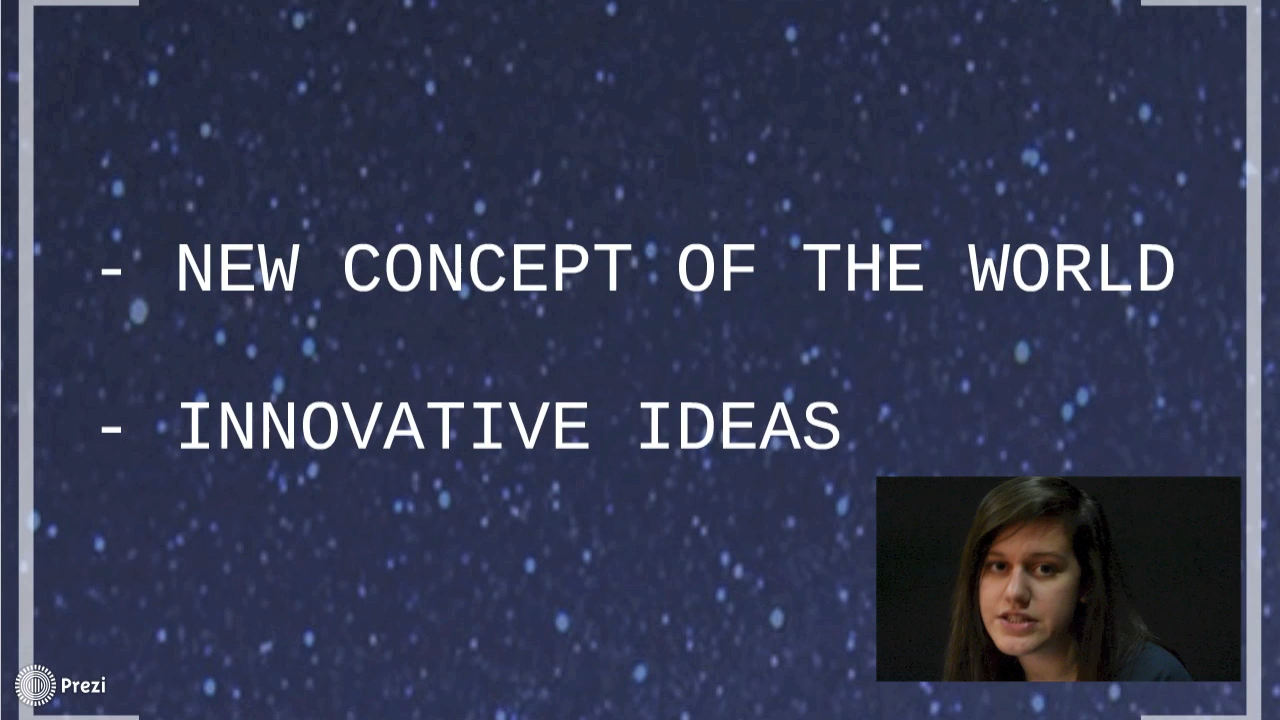 - NEW CONCEPT OF THE WORLD
- INNOVATIVE IDEAS
Prezi